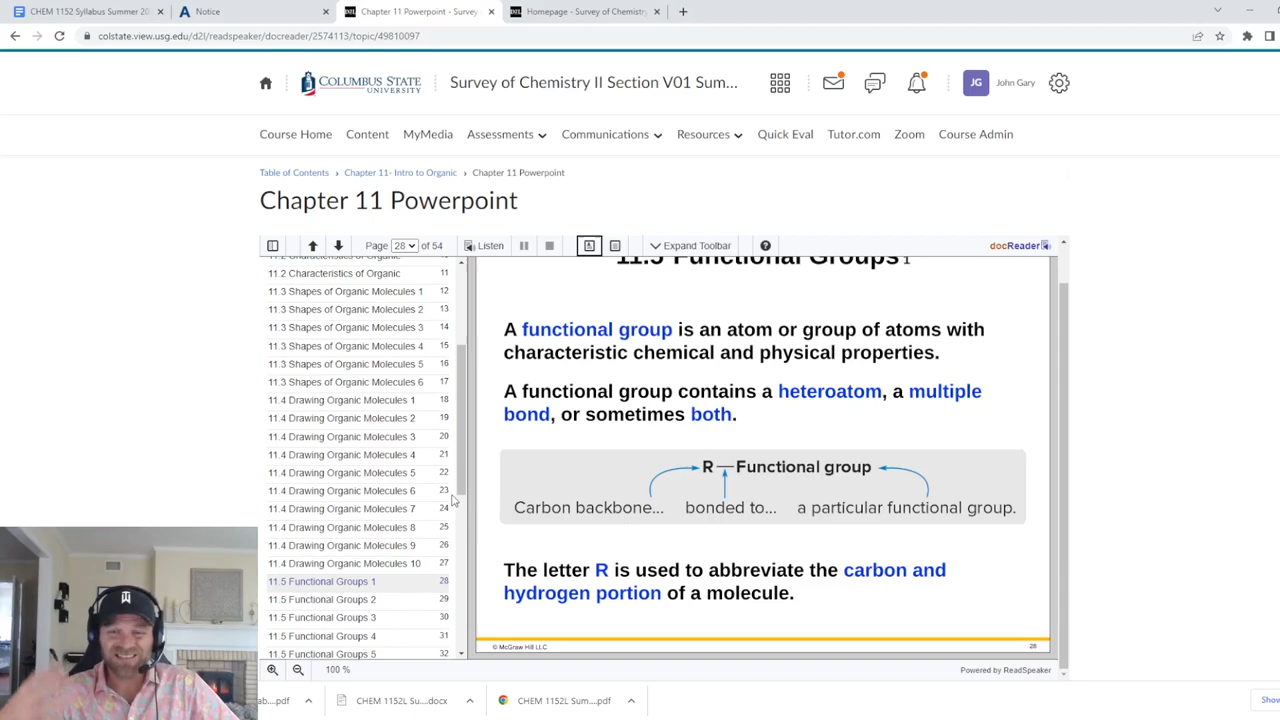 CHEM 1152 Syllabus Summer 20
Notice
Chapter 11 Powerpoint - Survey
Homepage - Survey of Chemistry
colstate.view.usg.edu/d2l/readspeaker/docreader/2574113/topic/49810097
COLUMBUS STATE
UNIVERSITY
Survey of Chemistry II Section V01 Sum...
JG
John Gary
Course Home
Content
MyMedia
Assessments
Communications
Resources
Quick Eval
Tutor.com
Zoom
Course Admin
Table of Contents › Chapter 11- Intro to Organic › Chapter 11 Powerpoint
Chapter 11 Powerpoint
Page 28 of 54
Listen
Expand Toolbar
docReader
11.2 Characteristics of Organic
11.2 Characteristics of Organic 11
11.3 Shapes of Organic Molecules 1 12
11.3 Shapes of Organic Molecules 2 13
11.3 Shapes of Organic Molecules 3 14
11.3 Shapes of Organic Molecules 4 15
11.3 Shapes of Organic Molecules 5 16
11.3 Shapes of Organic Molecules 6 17
11.4 Drawing Organic Molecules 1 18
11.4 Drawing Organic Molecules 2 19
11.4 Drawing Organic Molecules 3 20
11.4 Drawing Organic Molecules 4 21
11.4 Drawing Organic Molecules 5 22
11.4 Drawing Organic Molecules 6 23
11.4 Drawing Organic Molecules 7 24
11.4 Drawing Organic Molecules 8 25
11.4 Drawing Organic Molecules 9 26
11.4 Drawing Organic Molecules 10 27
11.5 Functional Groups 1 28
11.5 Functional Groups 2 29
11.5 Functional Groups 3 30
11.5 Functional Groups 4 31
11.5 Functional Groups 5 32
11.5 Functional Groups
A functional group is an atom or group of atoms with
characteristic chemical and physical properties.
A functional group contains a heteroatom, a multiple
bond, or sometimes both.
R — Functional group
Carbon backbone... bonded to... a particular functional group.
The letter R is used to abbreviate the carbon and
hydrogen portion of a molecule.
© McGraw Hill LLC
28
100 %
Powered by ReadSpeaker
ab....pdf
CHEM 1152L Su....docx
CHEM 1152L Sum....pdf
Show